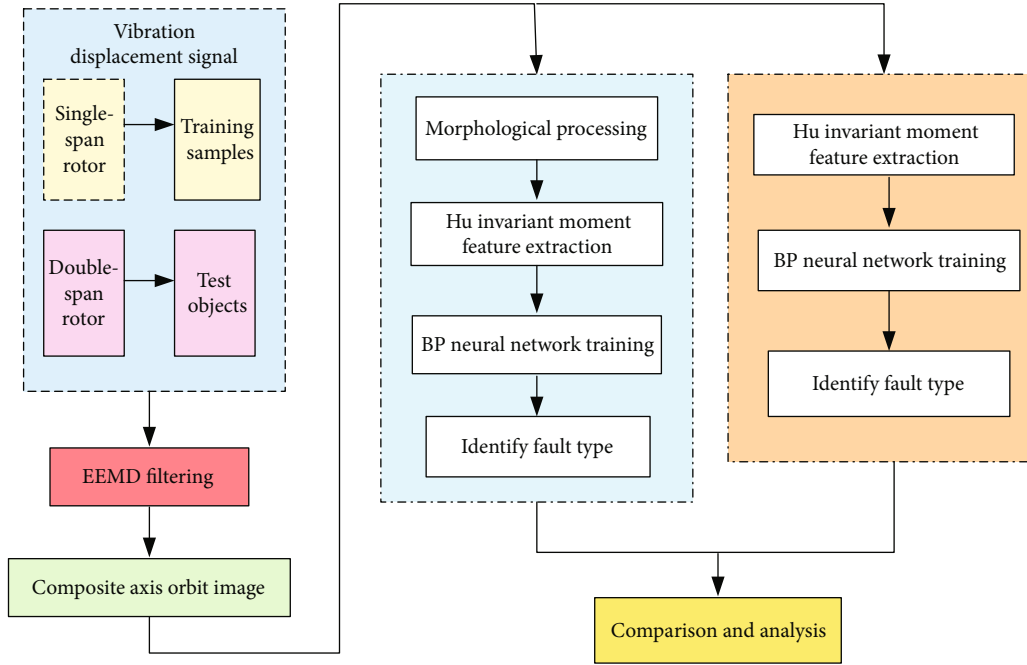 Vibration
displacement signal
Single-
span
rotor
Training
samples
Double-
span
rotor
Test
objects
EEMD filtering
Composite axis orbit image
Morphological processing
Hu invariant moment
feature extraction
BP neural network training
Identify fault type
Hu invariant moment
feature extraction
BP neural network training
Identify fault type
Comparison and analysis